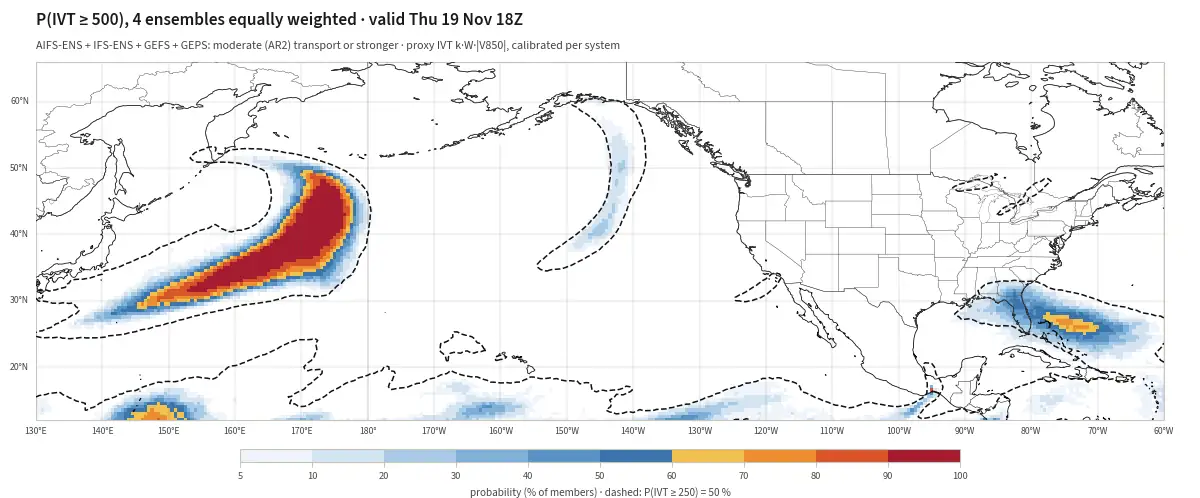 P(IVT ≥ 500), 4 ensembles equally weighted · valid Thu 19 Nov 18Z
AIFS-ENS + IFS-ENS + GEFS + GEPS: moderate (AR2) transport or stronger · proxy IVT k·W·|V850|, calibrated per system
60°N
50°N
40°N
30°N
20°N
130°E 140°E 150°E 160°E 170°E 180° 170°W 160°W 150°W 140°W 130°W 120°W 110°W 100°W 90°W 80°W 70°W 60°W
5 10 20 30 40 50 60 70 80 90 100
probability (% of members) · dashed: P(IVT ≥ 250) = 50 %